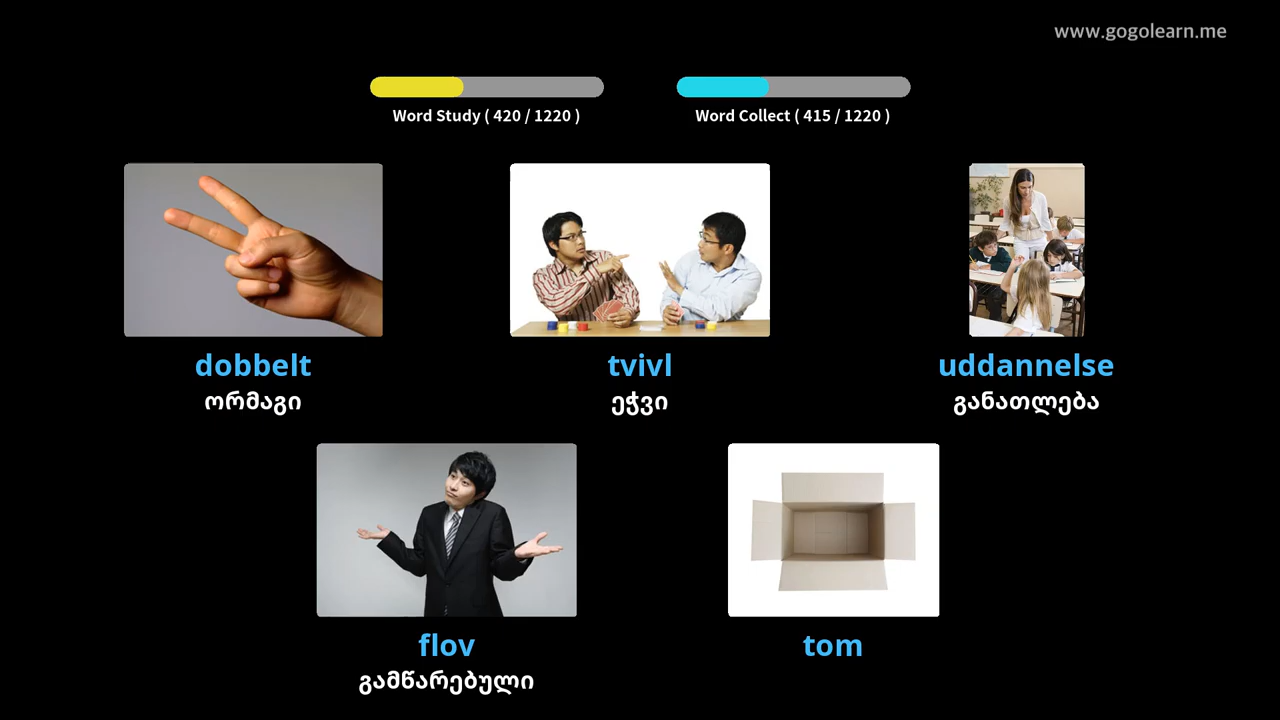 www.gogolearn.me
Word Study ( 420 / 1220 )
Word Collect ( 415 / 1220 )
dobbelt
ორმაგი
tvivl
ეჭვი
uddannelse
განათლება
flov
გამწარებული
tom